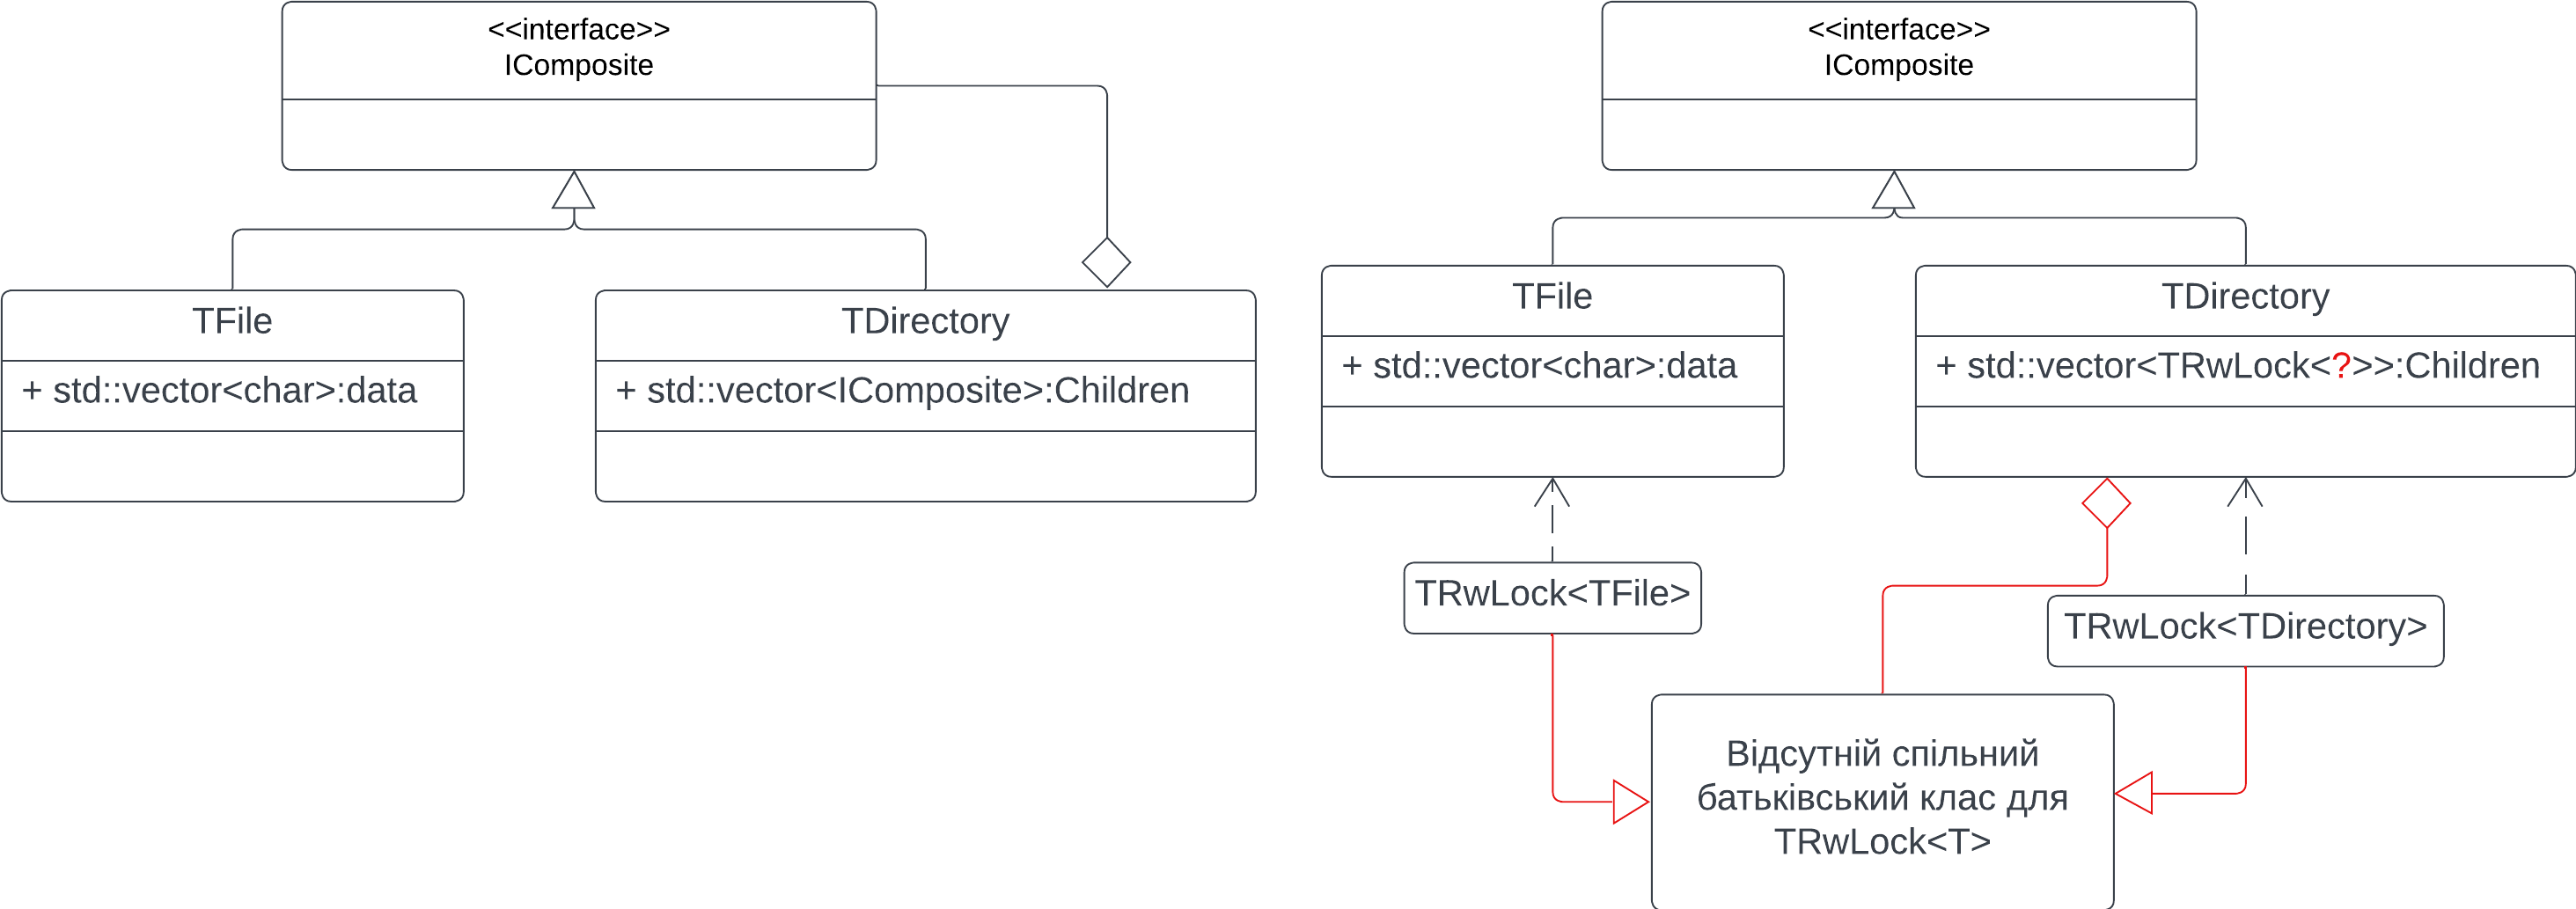 <<interface>>
IComposite
TFile
+ std::vector<char>:data
TDirectory
+ std::vector<IComposite>:Children
<<interface>>
IComposite
TFile
+ std::vector<char>:data
TDirectory
+ std::vector<TRwLock<?>>:Children
TRwLock<TFile>
TRwLock<TDirectory>
Відсутній спільний
батьківський клас для
TRwLock<T>